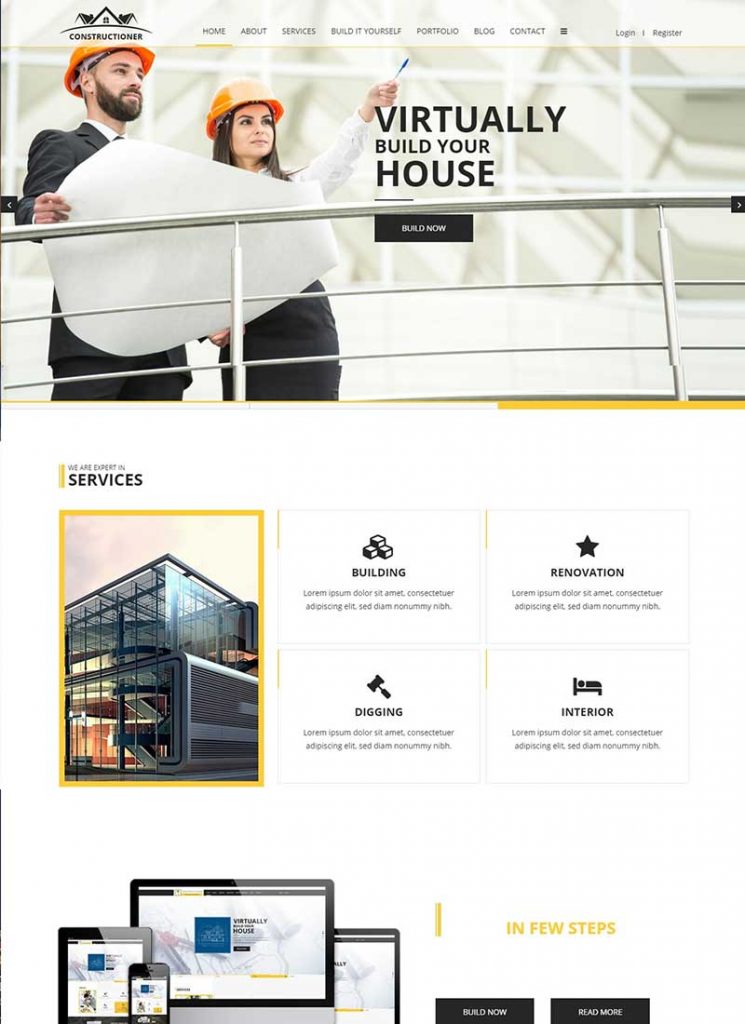 CONSTRUCTIONER
HOME ABOUT SERVICES BUILD IT YOURSELF PORTFOLIO BLOG CONTACT
Login I Register
VIRTUALLY
BUILD YOUR
HOUSE
BUILD NOW
WE ARE EXPERT IN
SERVICES
BUILDING
Lorem ipsum dolor sit amet, consectetuer
adipiscing elit, sed diam nonummy nibh.
RENOVATION
Lorem ipsum dolor sit amet, consectetuer
adipiscing elit, sed diam nonummy nibh.
DIGGING
Lorem ipsum dolor sit amet, consectetuer
adipiscing elit, sed diam nonummy nibh.
INTERIOR
Lorem ipsum dolor sit amet, consectetuer
adipiscing elit, sed diam nonummy nibh.
VIRTUALLY
BUILD YOUR
HOUSE
IN FEW STEPS
BUILD NOW
READ MORE